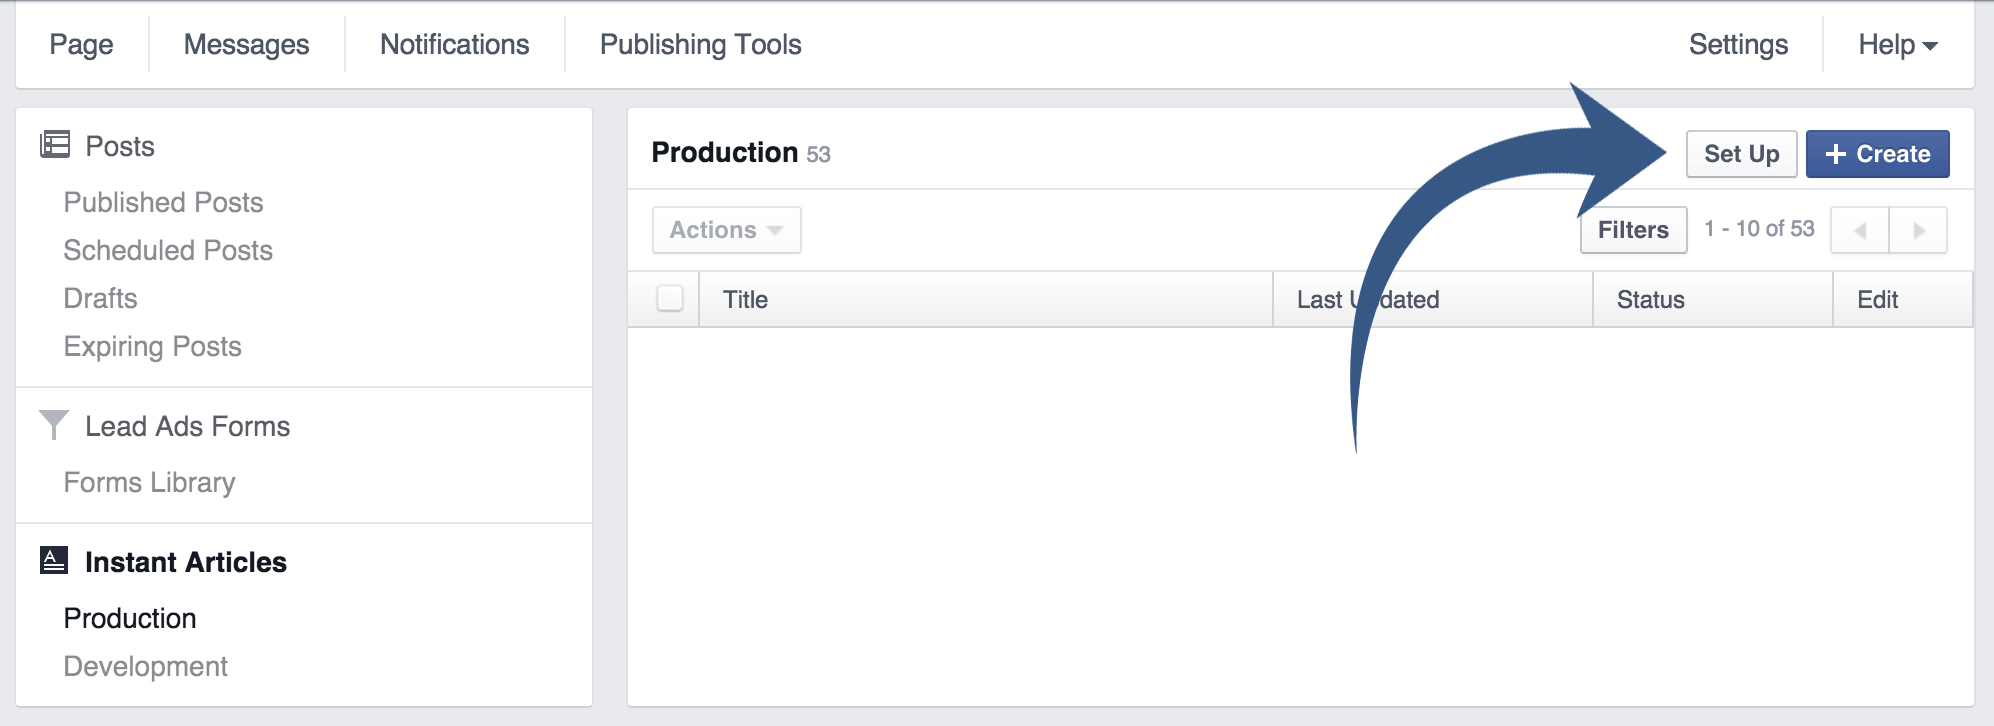 Page Messages Notifications Publishing Tools Settings Help
Posts
Published Posts
Scheduled Posts
Drafts
Expiring Posts
Lead Ads Forms
Forms Library
Instant Articles
Production
Development
Production 53 Set Up + Create
Actions Filters 1 - 10 of 53
Title Last Updated Status Edit